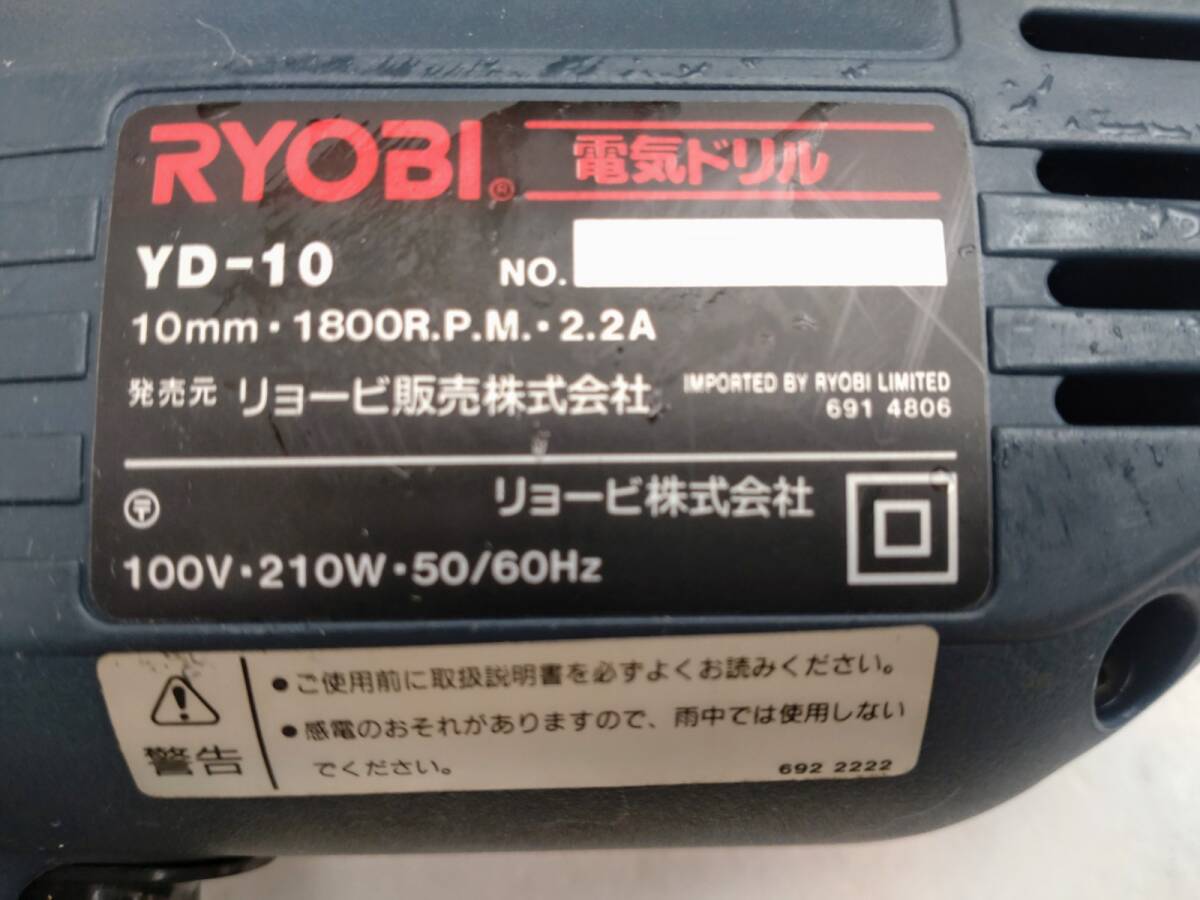 RYOBI® 電気ドリル
YD-10 NO.
10mm・1800R.P.M.・2.2A
発売元 リョービ販売株式会社
IMPORTED BY RYOBI LIMITED
691 4806
リョービ株式会社
〒
100V・210W・50/60Hz
警告
●ご使用前に取扱説明書を必ずよくお読みください。
●感電のおそれがありますので、雨中では使用しない
でください。
692 2222